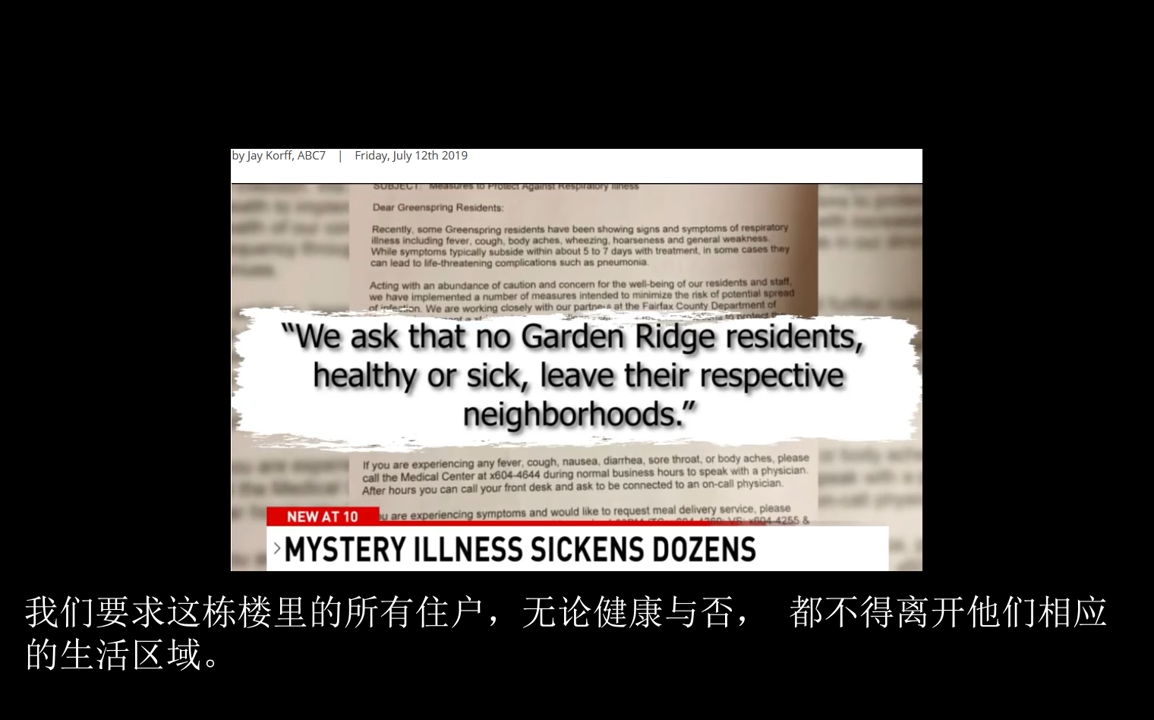 by Jay Korff, ABC7 | Friday, July 12th 2019
SUBJECT: Measures to Protect Against Respiratory Illness
Dear Greenspring Residents:
Recently, some Greenspring residents have been showing signs and symptoms of respiratory
illness including fever, cough, body aches, wheezing, hoarseness and general weakness.
While symptoms typically subside within about 5 to 7 days with treatment, in some cases they
can lead to life-threatening complications such as pneumonia.
Acting with an abundance of caution and concern for the well-being of our residents and staff,
we have implemented a number of measures intended to minimize the risk of potential spread
of infection. We are working closely with our partners at the Fairfax County Department of
“We ask that no Garden Ridge residents,
healthy or sick, leave their respective
neighborhoods.”
If you are experiencing any fever, cough, nausea, diarrhea, sore throat, or body aches, please
call the Medical Center at x604-4644 during normal business hours to speak with a physician.
After hours you can call your front desk and ask to be connected to an on-call physician.
you are experiencing symptoms and would like to request meal delivery service, please
NEW AT 10
MYSTERY ILLNESS SICKENS DOZENS
我们要求这栋楼里的所有住户，无论健康与否， 都不得离开他们相应
的生活区域。